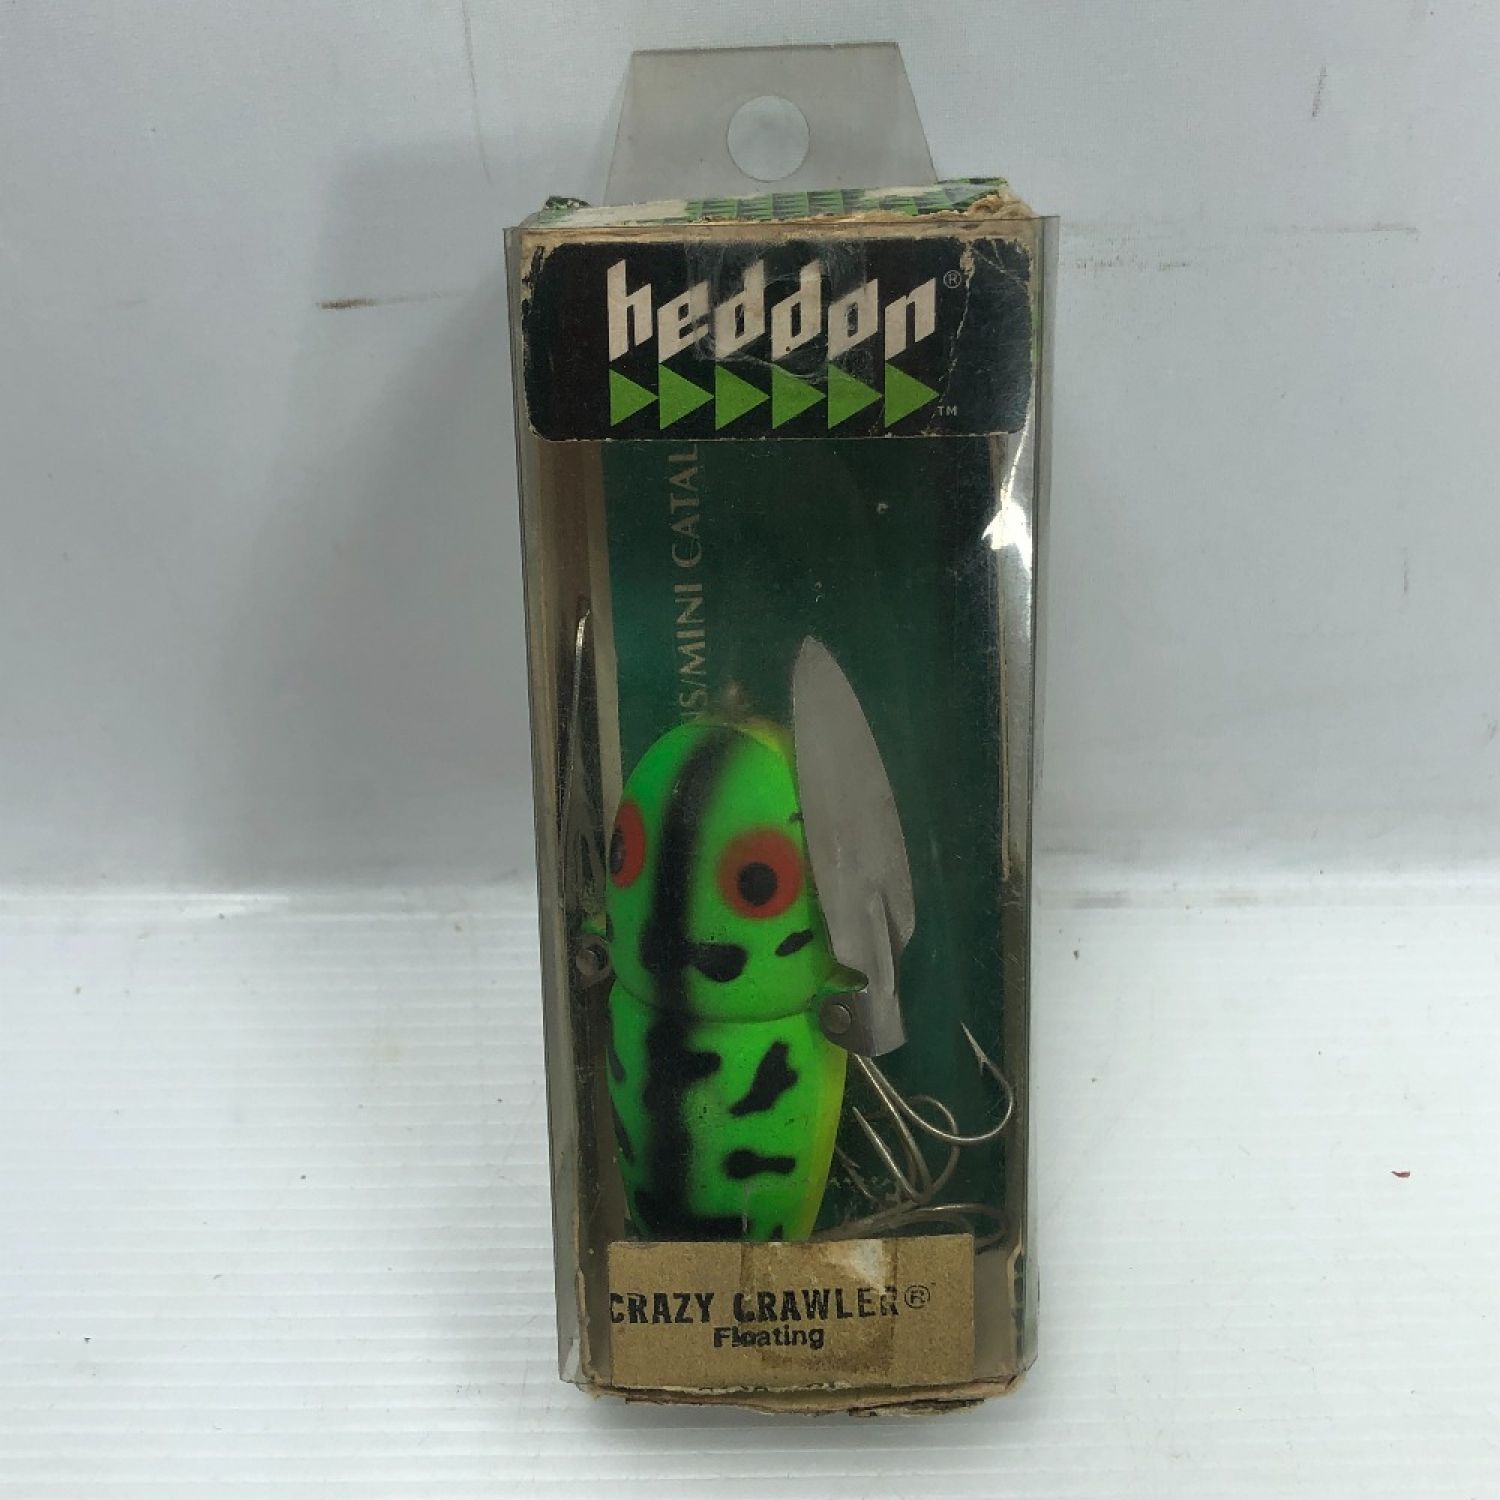 heddon®
TM
S/MINI CATAL
CRAZY CRAWLER®
Floating